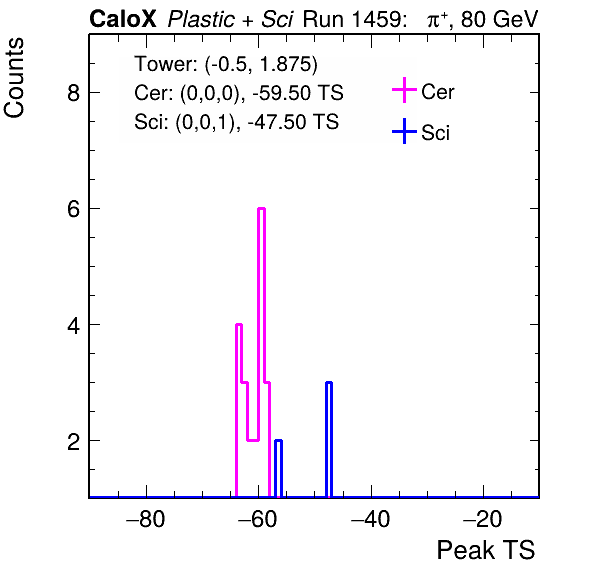 CaloX Plastic + Sci Run 1459: π⁺, 80 GeV
Counts
Tower: (-0.5, 1.875)
Cer: (0,0,0), -59.50 TS
Sci: (0,0,1), -47.50 TS
Cer
Sci
8
6
4
2
−80 −60 −40 −20
Peak TS